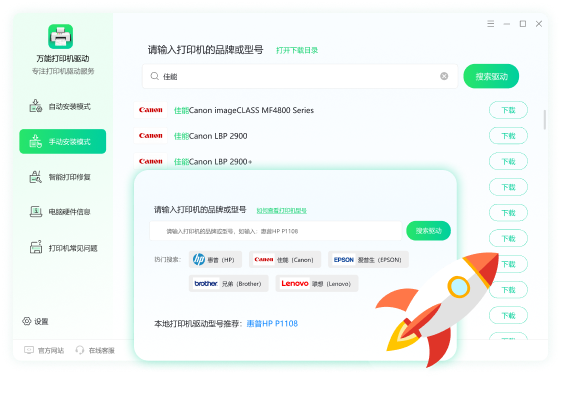 万能打印机驱动
专注打印机驱动服务
自动安装模式
手动安装模式
智能打印修复
电脑硬件信息
打印机常见问题
设置
官方网站 在线客服
请输入打印机的品牌或型号 打开下载目录
佳能 搜索驱动
Canon 佳能Canon imageCLASS MF4800 Series 下载
Canon 佳能Canon LBP 2900 下载
Canon 佳能Canon LBP 2900+ 下载
下载
下载
下载
下载
下载
下载
下载
请输入打印机的品牌或型号 如何查看打印机型号
请输入打印机的品牌或型号，如输入：惠普HP P1108 搜索驱动
热门搜索: hp 惠普（HP） Canon 佳能（Canon） EPSON 爱普生（EPSON）
brother 兄弟（Brother） Lenovo 联想（Lenovo）
本地打印机驱动型号推荐：惠普HP P1108